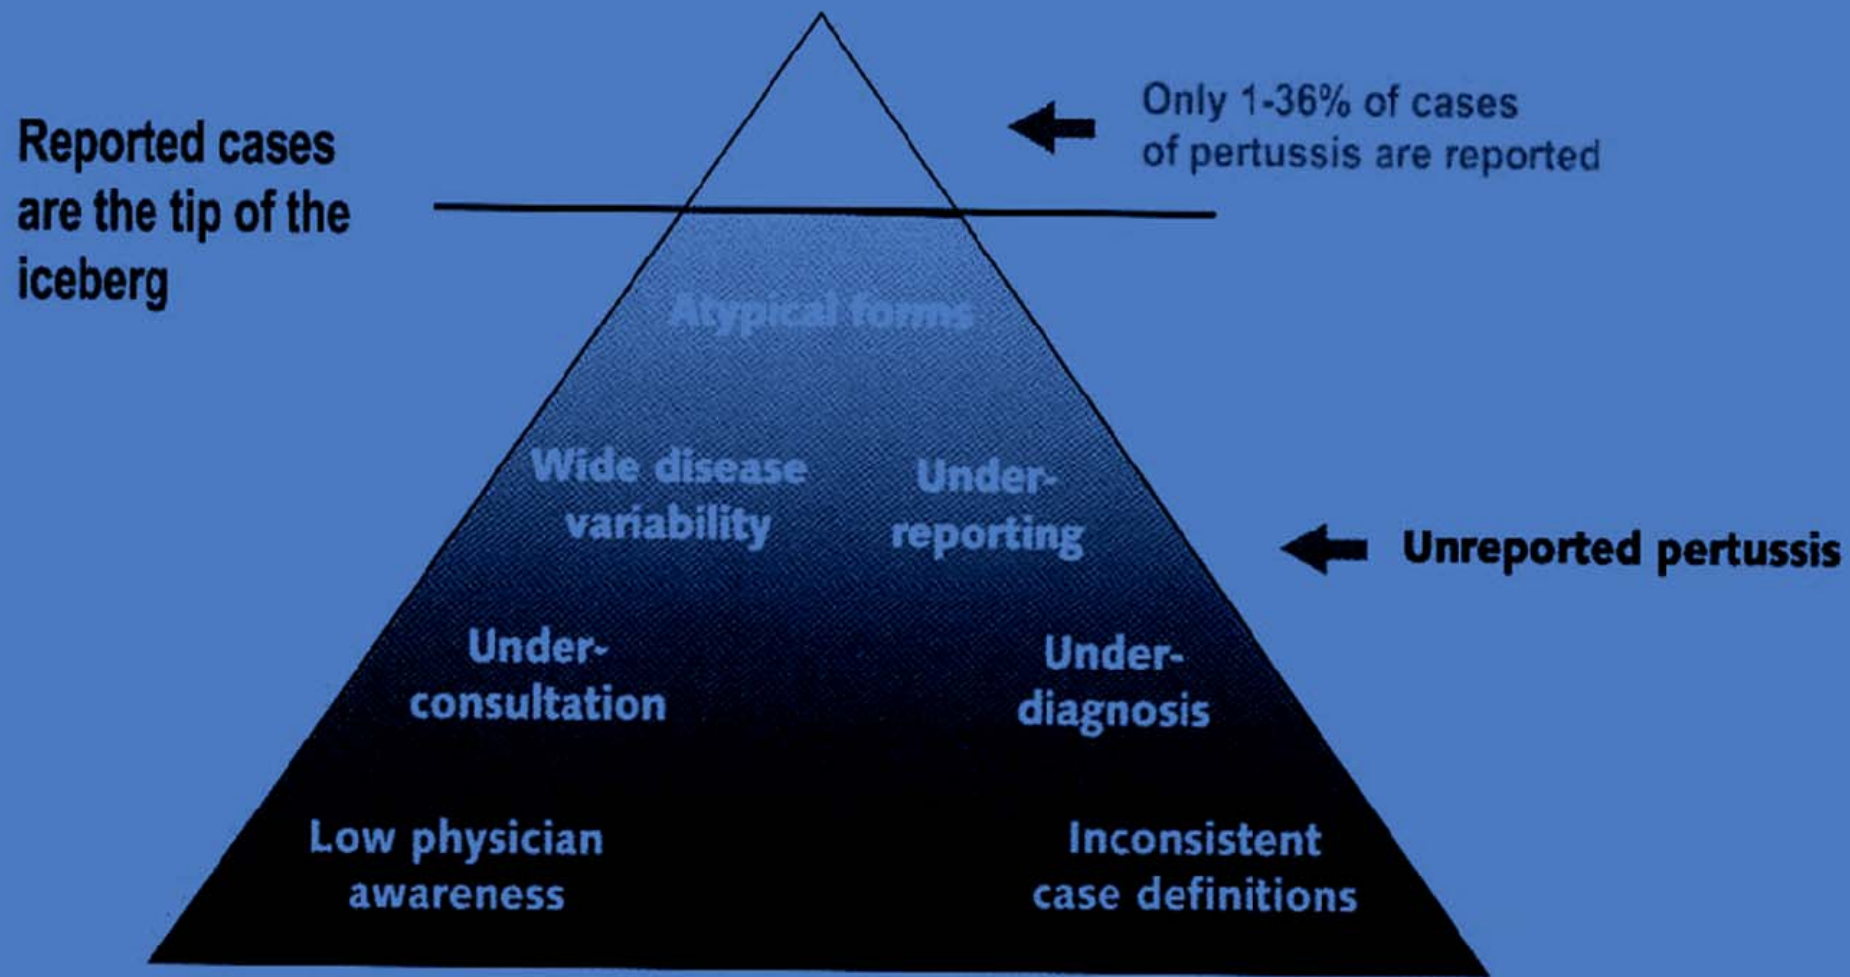 Only 1-36% of cases
of pertussis are reported
Reported cases
are the tip of the
iceberg
Atypical forms
Wide disease
variability
Under-
reporting
Unreported pertussis
Under-
consultation
Under-
diagnosis
Low physician
awareness
Inconsistent
case definitions